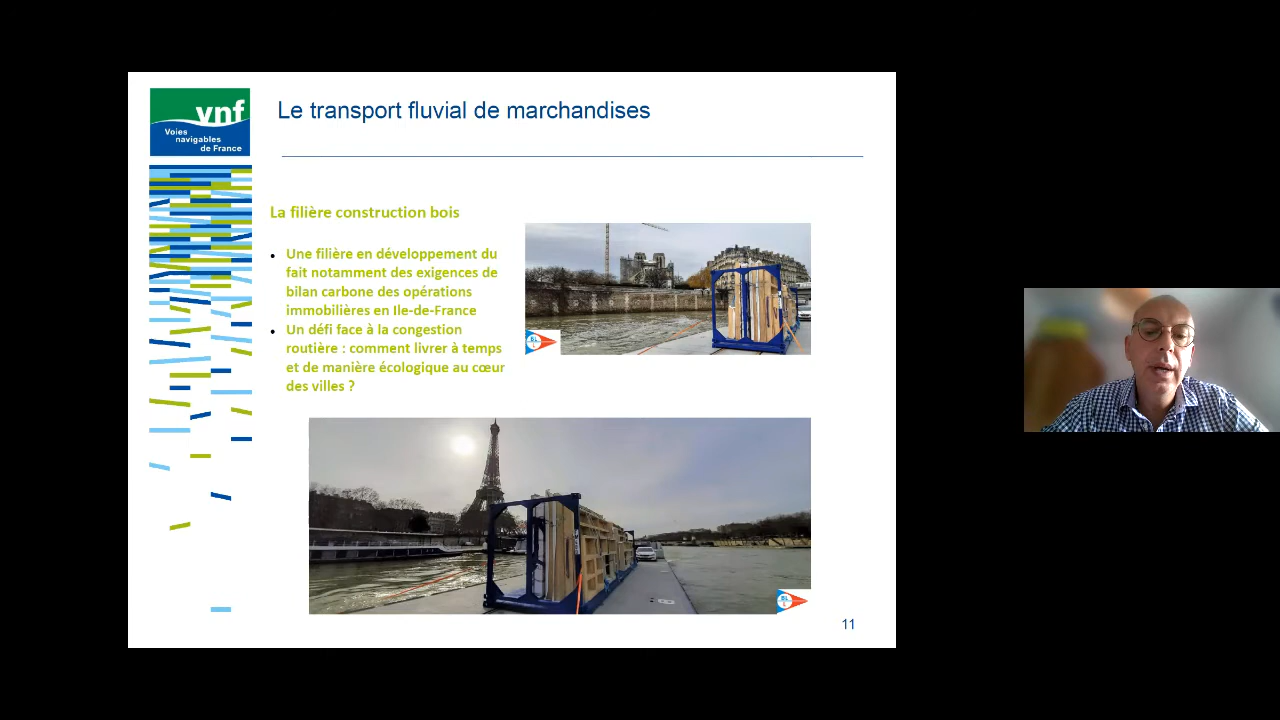 vnf
Voies
navigables
de France
Le transport fluvial de marchandises
La filière construction bois
• Une filière en développement du
fait notamment des exigences de
bilan carbone des opérations
immobilières en Ile-de-France
• Un défi face à la congestion
routière : comment livrer à temps
et de manière écologique au cœur
des villes ?
11